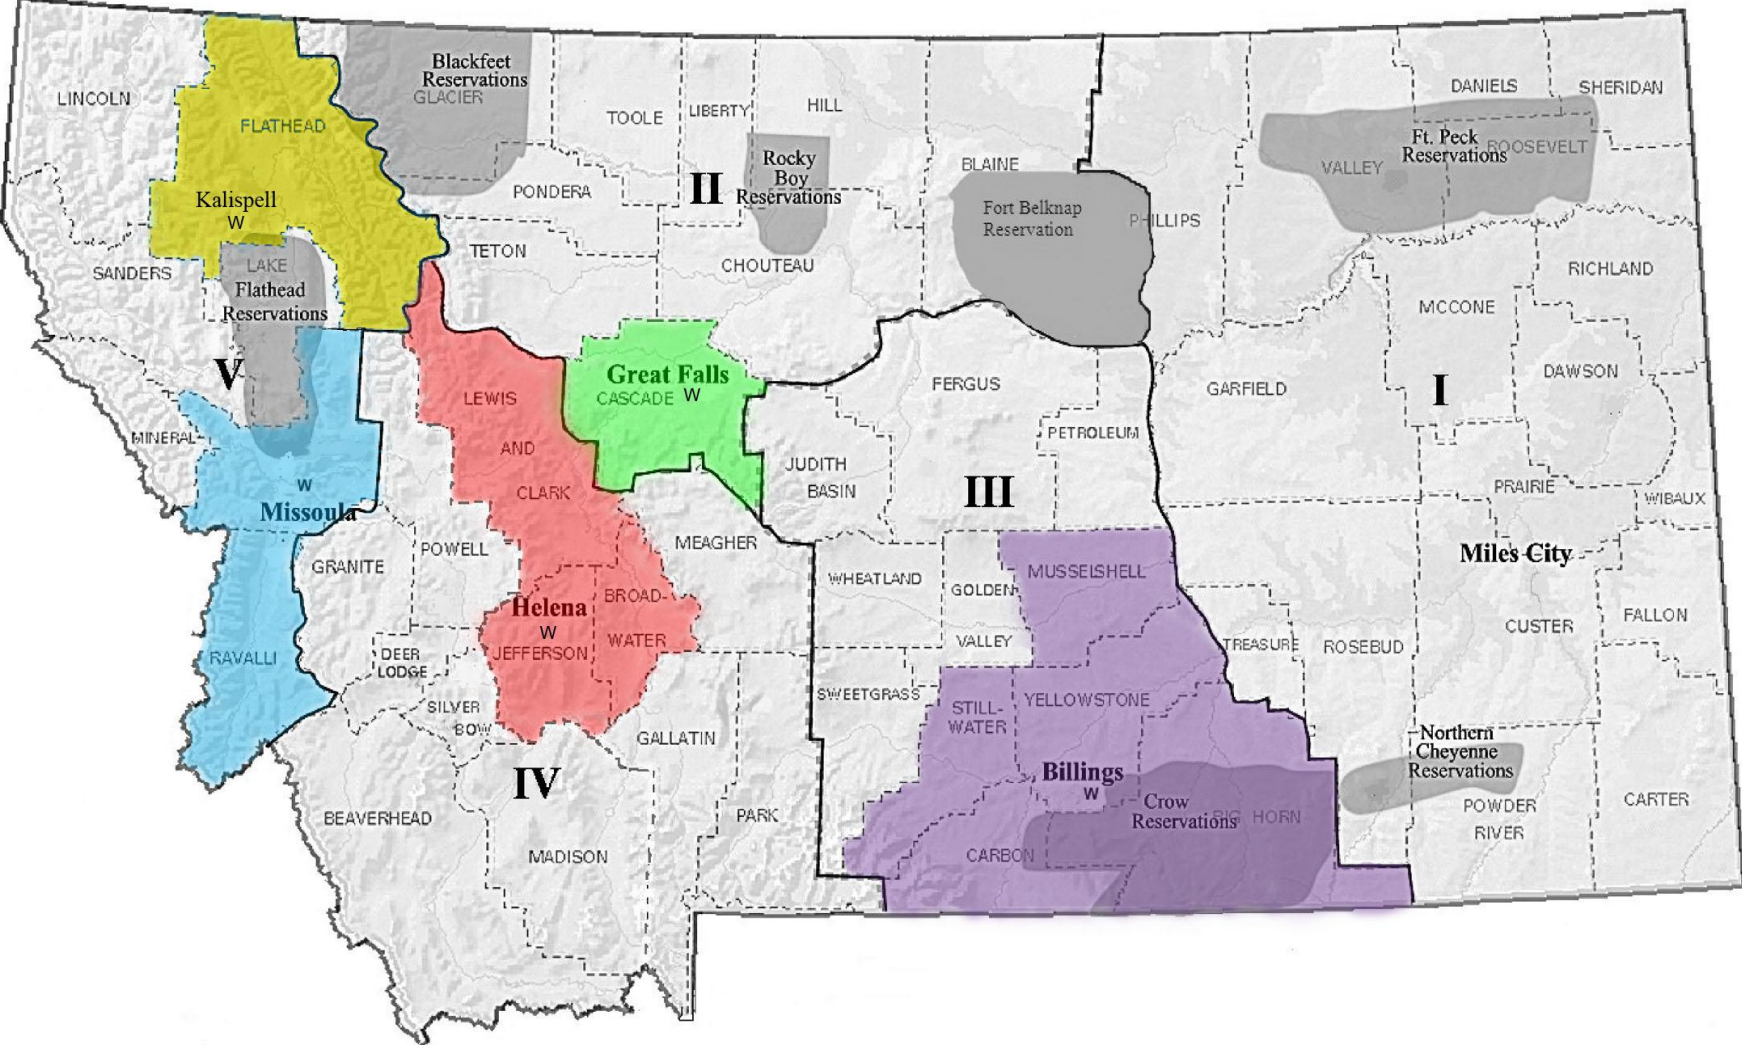 Blackfeet
Reservations
GLACIER
LINCOLN
FLATHEAD
TOOLE
LIBERTY
HILL
DANIELS
SHERIDAN
Rocky
Boy
Reservations
BLAINE
Ft. Peck
Reservations
ROOSEVELT
VALLEY
Kalispell
W
PONDERA
II
Fort Belknap
Reservation
PHILLIPS
SANDERS
LAKE
Flathead
Reservations
TETON
CHOUTEAU
RICHLAND
MCCONE
V
LEWIS
AND
CLARK
Great Falls
CASCADE W
FERGUS
GARFIELD
I
DAWSON
MINERAL
PETROLEUM
JUDITH
BASIN
III
PRAIRIE
WIBAUX
W
Missoula
GRANITE
POWELL
MEAGHER
WHEATLAND
GOLDEN
VALLEY
MUSSELSHELL
Miles City
Helena
W
JEFFERSON
BROAD-
WATER
TREASURE
ROSEBUD
CUSTER
FALLON
RAVALLI
DEER
LODGE
SILVER
BOW
GALLATIN
SWEETGRASS
STILL-
WATER
YELLOWSTONE
Northern
Cheyenne
Reservations
IV
Billings
W
Crow
Reservations
BIG HORN
BEAVERHEAD
MADISON
PARK
CARBON
POWDER
RIVER
CARTER